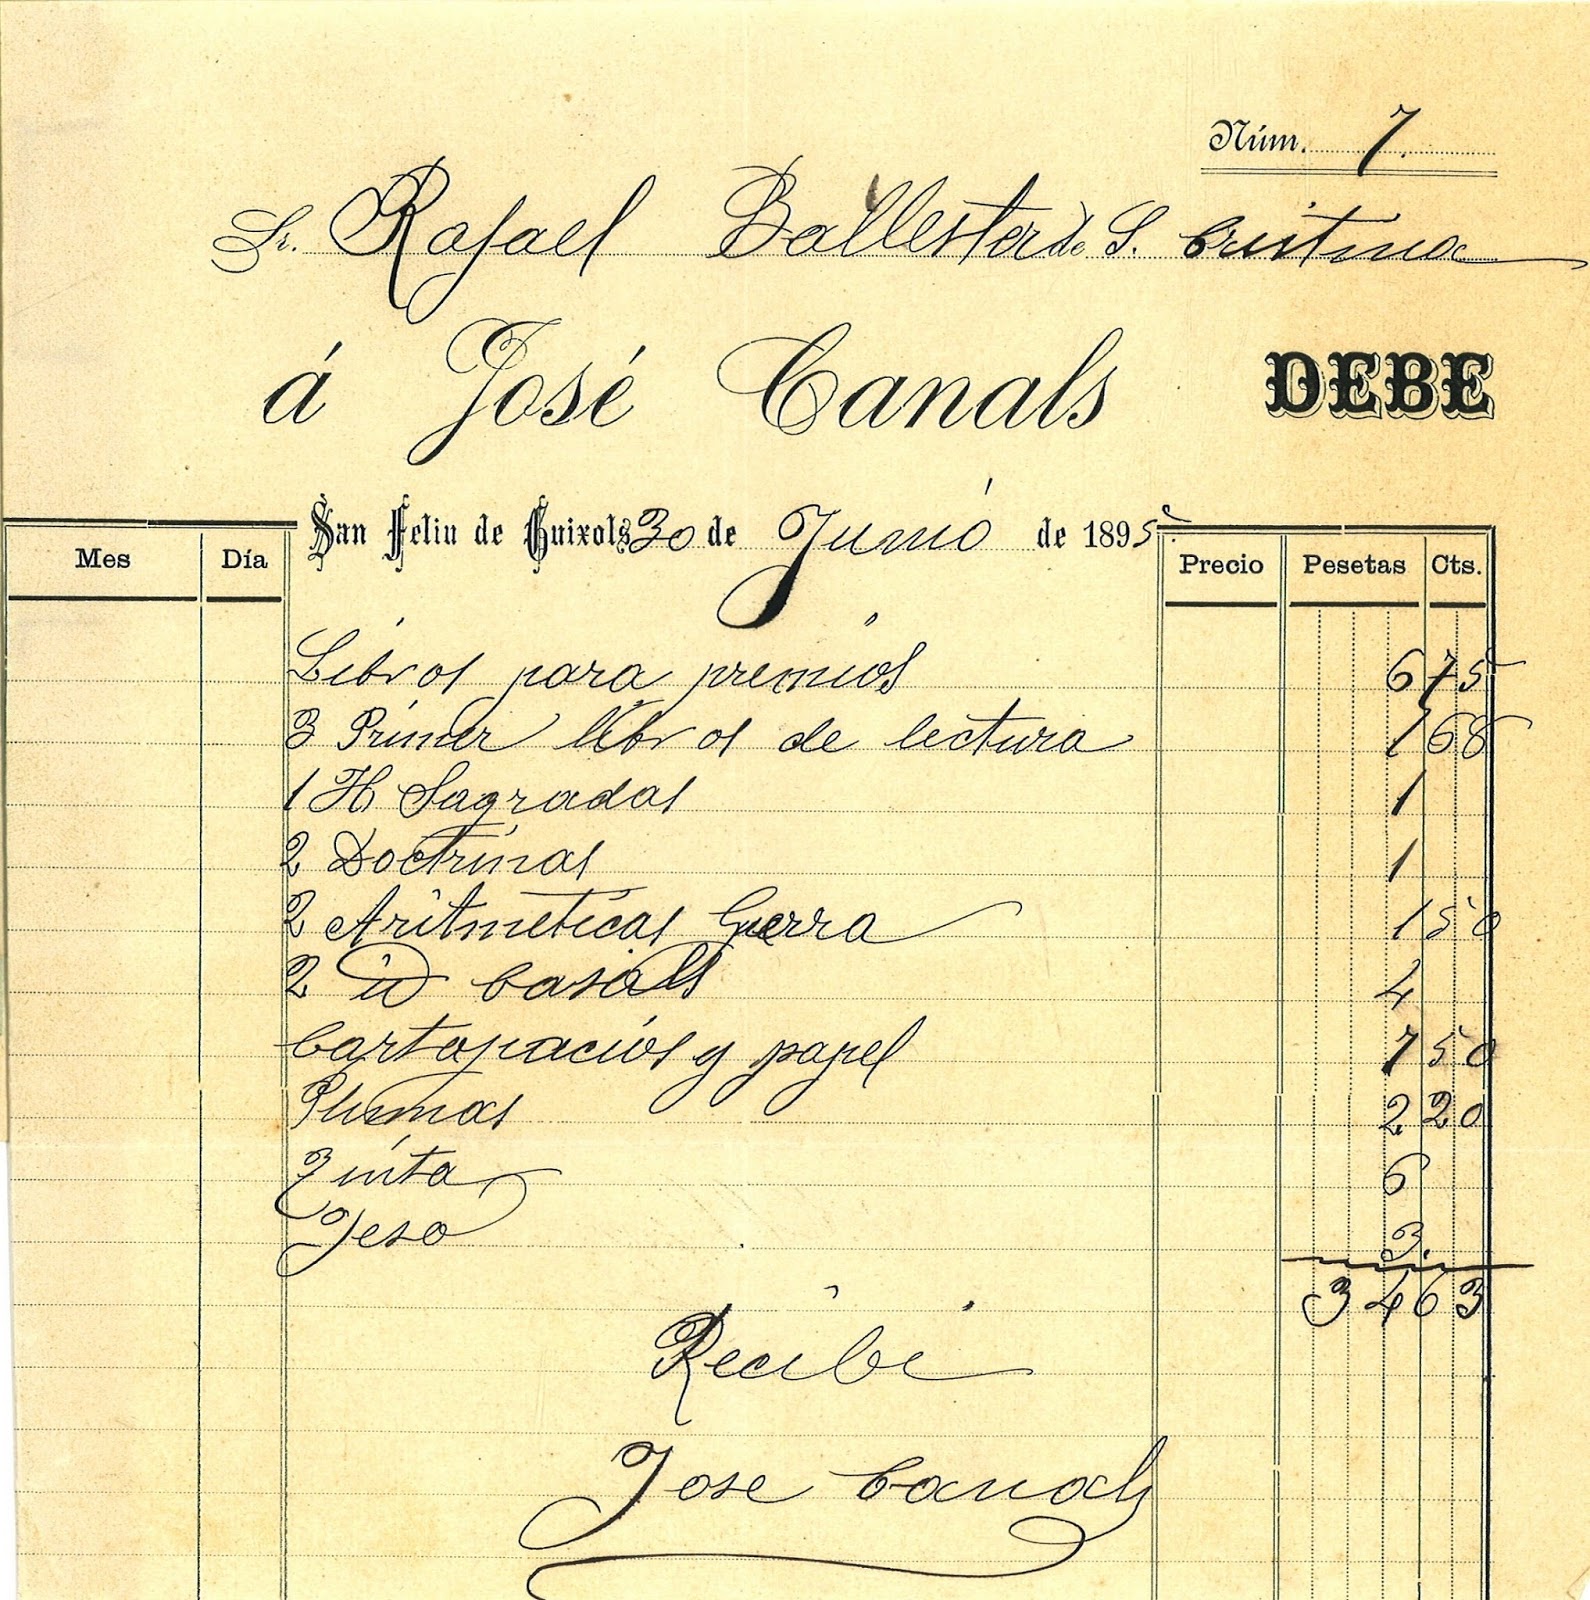 Núm. 7.
Sr. Rafael Ballester de S. Cristina
á José Canals DEBE
San Feliu de Guixols 30 de Junio de 1895
Mes Día Precio Pesetas Cts.
Libros para premios 6 75
3 Primer libros de lectura 1 68
1 H Sagradas 1
2 Doctrinas 1
2 Aritmeticas Guerra 1 50
2 id Casals 4
Cartapacios y papel 7 50
Plumas 2 20
Tinta 6
Yeso 3.
34 63
Recibi
Jose Canals